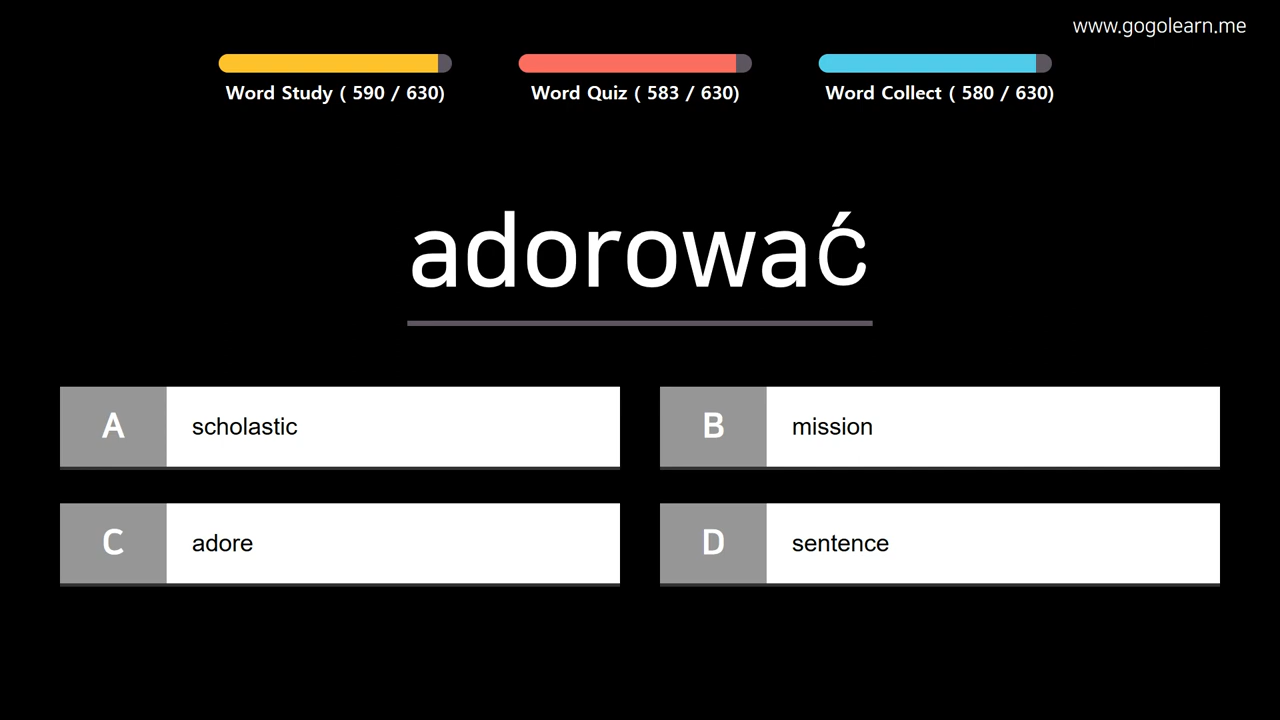 www.gogolearn.me
Word Study ( 590 / 630)
Word Quiz ( 583 / 630)
Word Collect ( 580 / 630)
adorować
A scholastic
B mission
C adore
D sentence